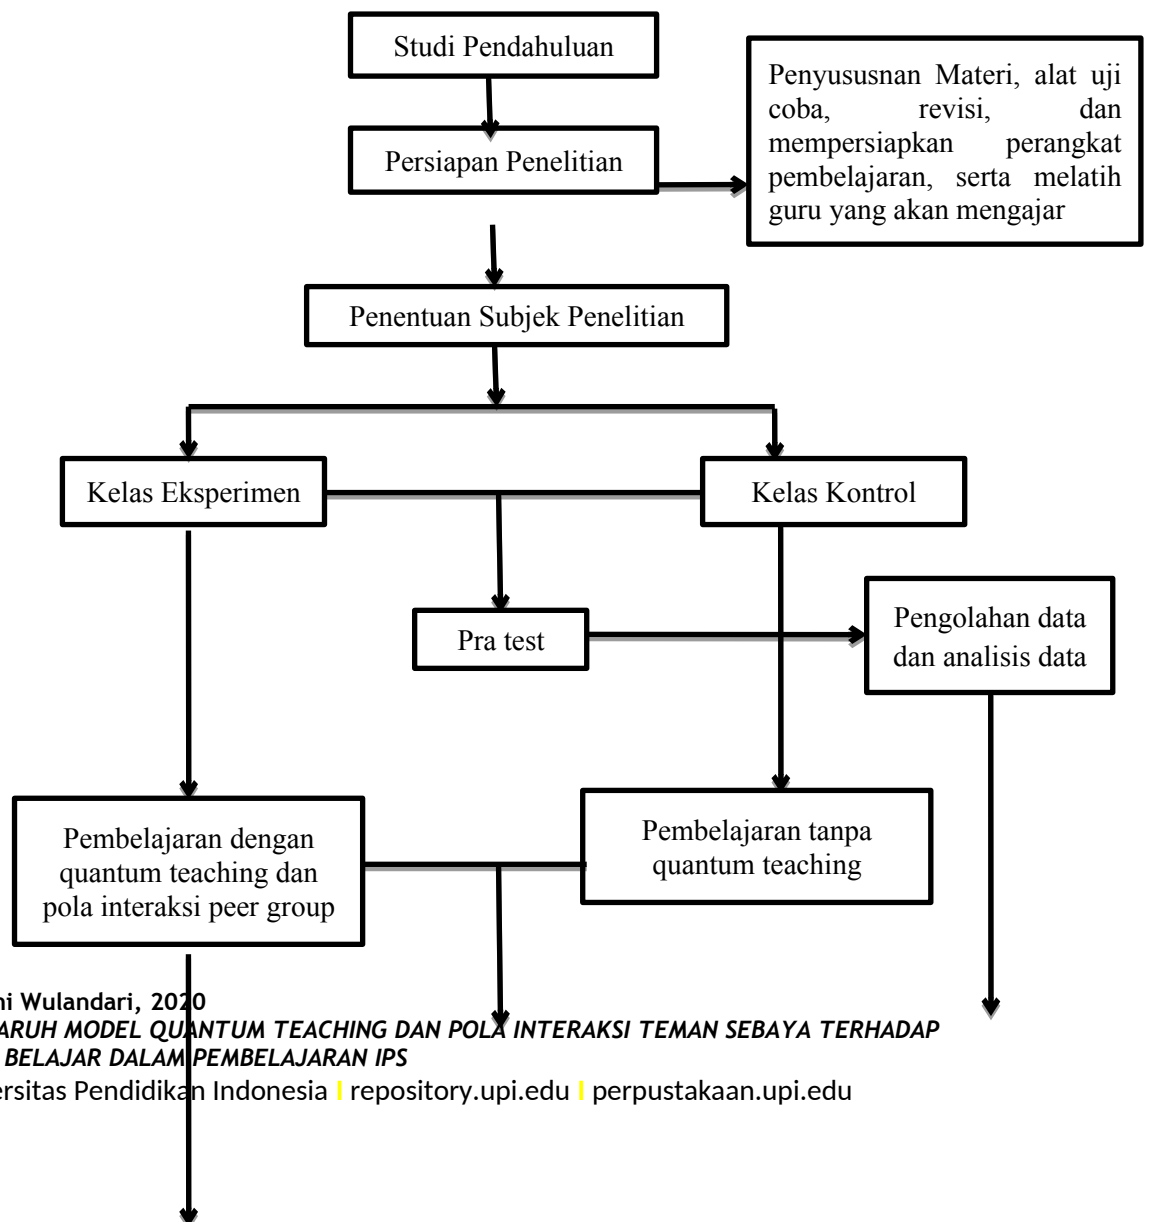 Studi Pendahuluan
Penyususnan Materi, alat uji
coba, revisi, dan
mempersiapkan perangkat
pembelajaran, serta melatih
guru yang akan mengajar
Persiapan Penelitian
Penentuan Subjek Penelitian
Kelas Eksperimen
Kelas Kontrol
Pra test
Pengolahan data
dan analisis data
Pembelajaran dengan
quantum teaching dan
pola interaksi peer group
Pembelajaran tanpa
quantum teaching
ni Wulandari, 2020
ARUH MODEL QUANTUM TEACHING DAN POLA INTERAKSI TEMAN SEBAYA TERHADAP
BELAJAR DALAM PEMBELAJARAN IPS
ersitas Pendidikan Indonesia I repository.upi.edu I perpustakaan.upi.edu